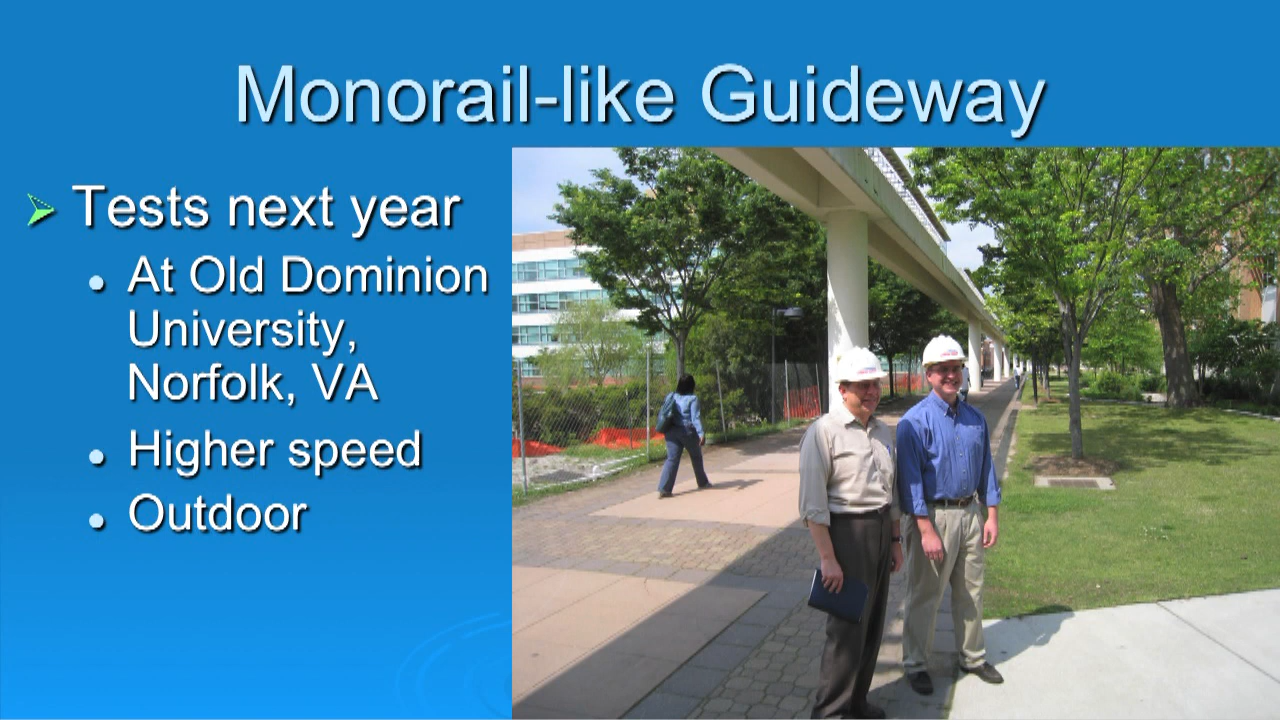 Monorail-like Guideway
Tests next year
At Old Dominion
University,
Norfolk, VA
Higher speed
Outdoor